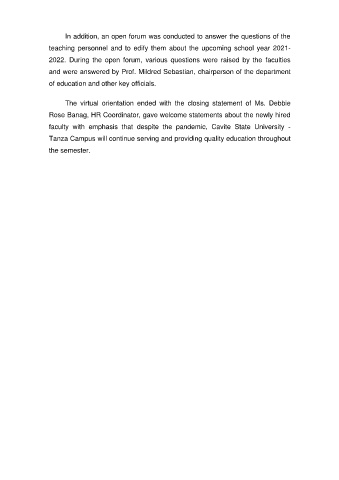 In addition, an open forum was conducted to answer the questions of the
teaching personnel and to edify them about the upcoming school year 2021-
2022. During the open forum, various questions were raised by the faculties
and were answered by Prof. Mildred Sebastian, chairperson of the department
of education and other key officials.
The virtual orientation ended with the closing statement of Ms. Debbie
Rose Banag, HR Coordinator, gave welcome statements about the newly hired
faculty with emphasis that despite the pandemic, Cavite State University -
Tanza Campus will continue serving and providing quality education throughout
the semester.